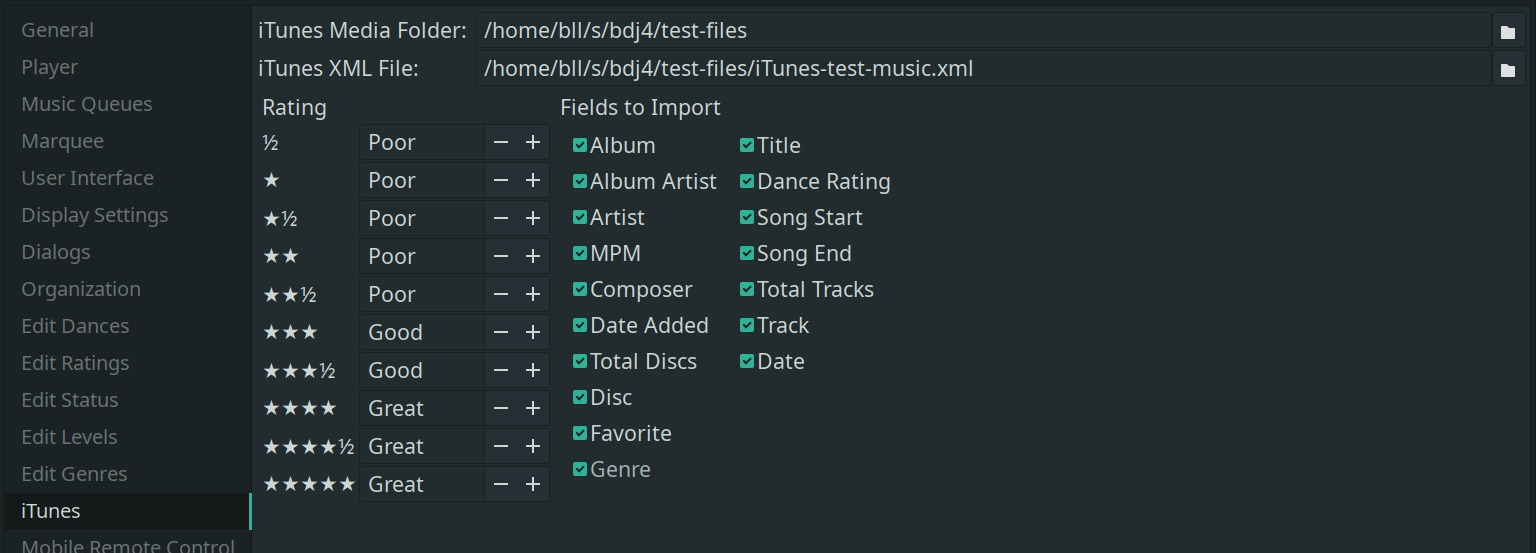 General
Player
Music Queues
Marquee
User Interface
Display Settings
Dialogs
Organization
Edit Dances
Edit Ratings
Edit Status
Edit Levels
Edit Genres
iTunes
Mobile Remote Control
iTunes Media Folder: /home/bll/s/bdj4/test-files
iTunes XML File: /home/bll/s/bdj4/test-files/iTunes-test-music.xml
Rating
½ Poor − +
★ Poor − +
★½ Poor − +
★★ Poor − +
★★½ Poor − +
★★★ Good − +
★★★½ Good − +
★★★★ Great − +
★★★★½ Great − +
★★★★★ Great − +
Fields to Import
Album
Album Artist
Artist
MPM
Composer
Date Added
Total Discs
Disc
Favorite
Genre
Title
Dance Rating
Song Start
Song End
Total Tracks
Track
Date